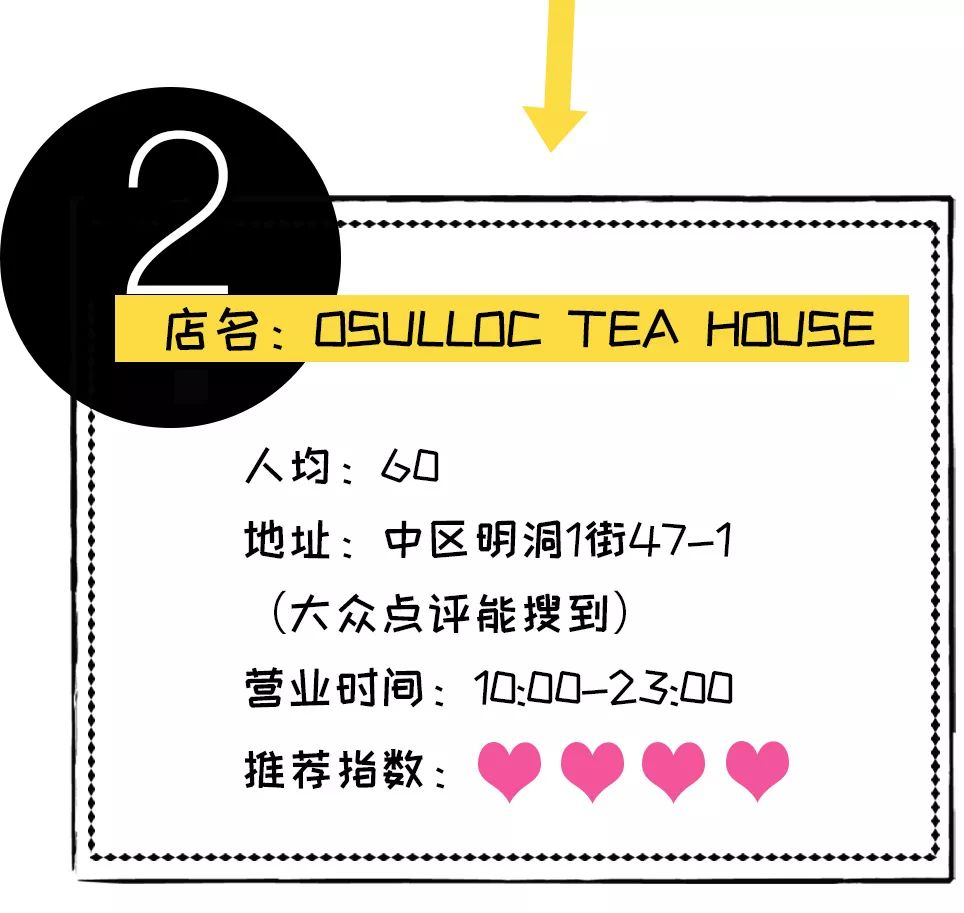 2
店名：OSULLOC TEA HOUSE
人均：60
地址：中区明洞1街47-1
（大众点评能搜到）
营业时间：10:00-23:00
推荐指数：